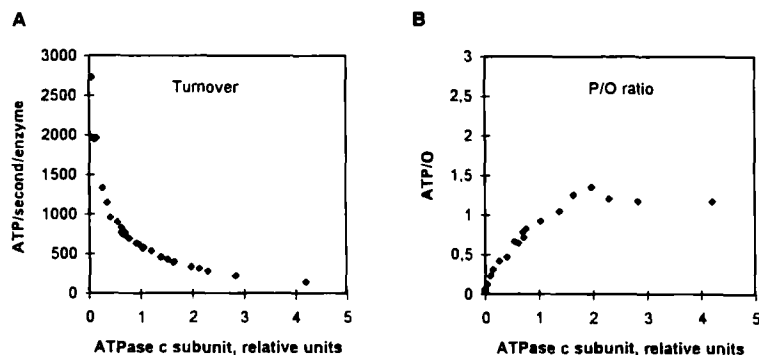 A
3000
2500
2000
1500
1000
500
0
ATP/second/enzyme
Turnover
0 1 2 3 4 5
ATPase c subunit, relative units
B
3
2,5
2
1,5
1
0,5
0
ATP/O
P/O ratio
0 1 2 3 4 5
ATPase c subunit, relative units